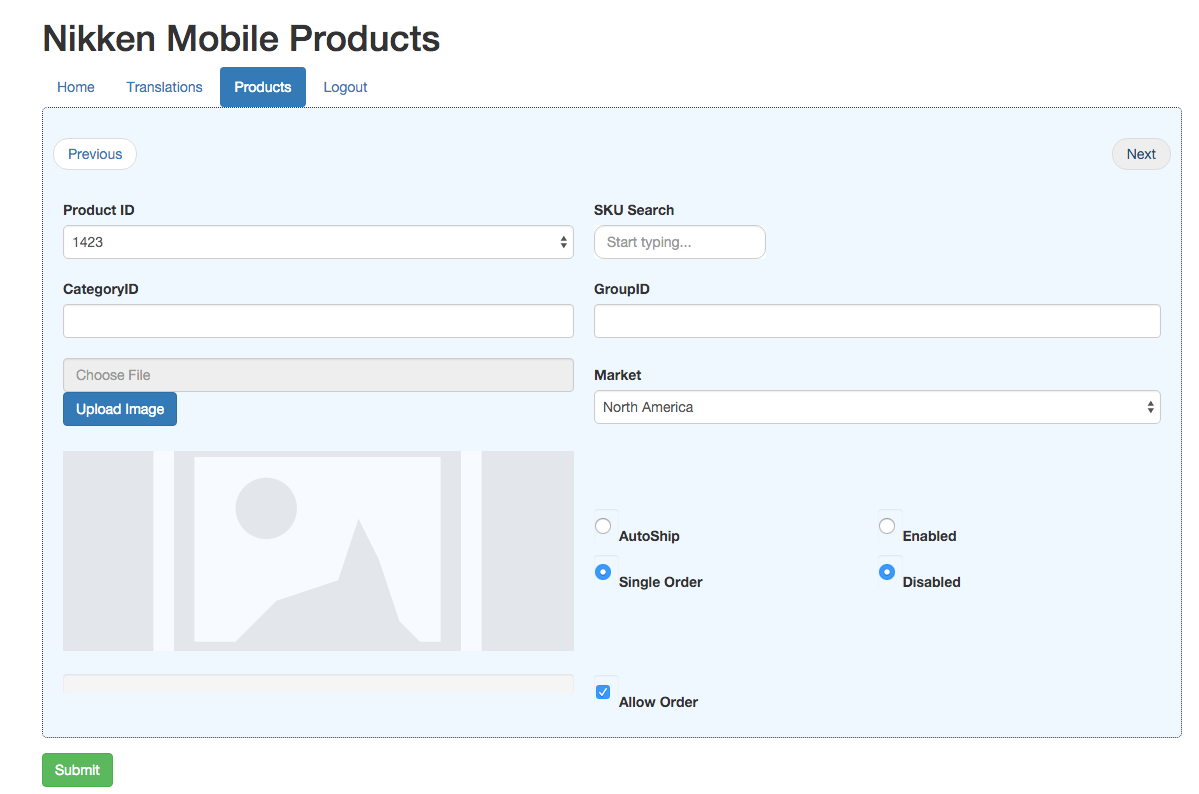 Nikken Mobile Products
Home Translations Products Logout
Previous Next
Product ID SKU Search
1423 Start typing...
CategoryID GroupID
Choose File Market
Upload Image North America
AutoShip Enabled
Single Order Disabled
Allow Order
Submit